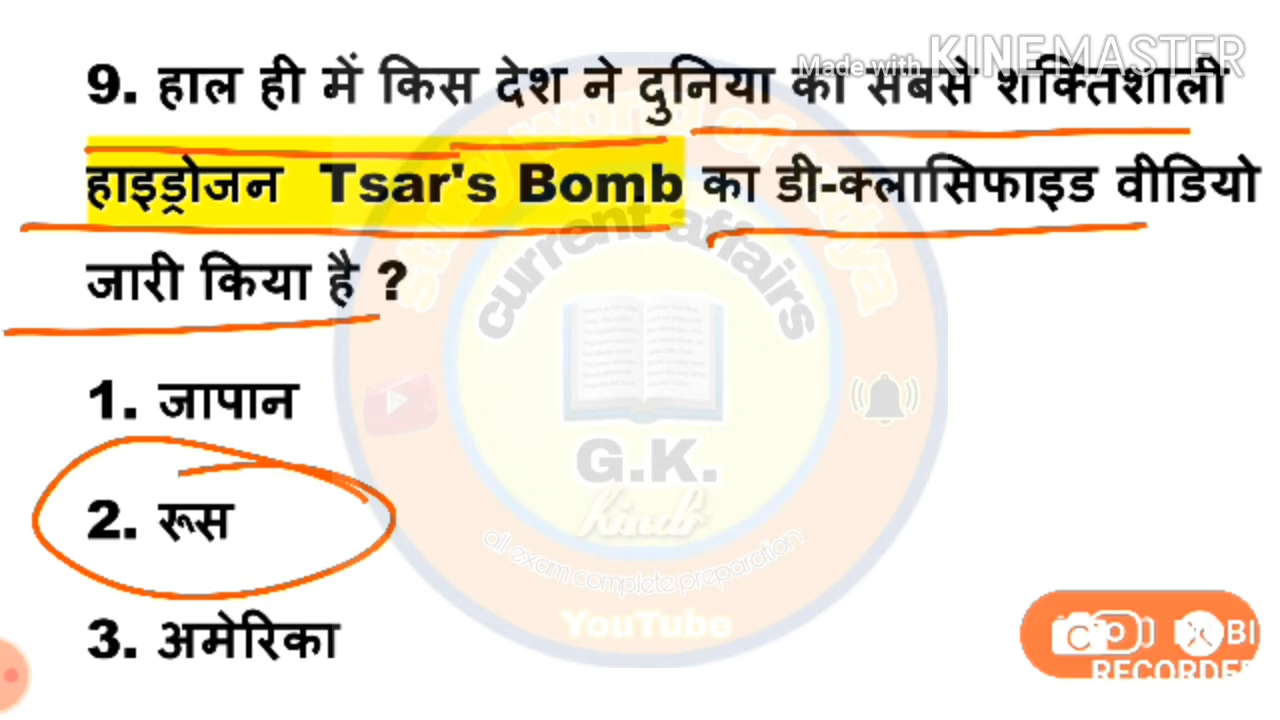 Made with KINEMASTER
9. हाल ही में किस देश ने दुनिया का सबसे शक्तिशाली
हाइड्रोजन Tsar's Bomb का डी-क्लासिफाइड वीडियो
जारी किया है ?
current affairs
1. जापान
G.K.
2. रूस
hindi
all exam complete preparation
YouTube
3. अमेरिका
RECORDER